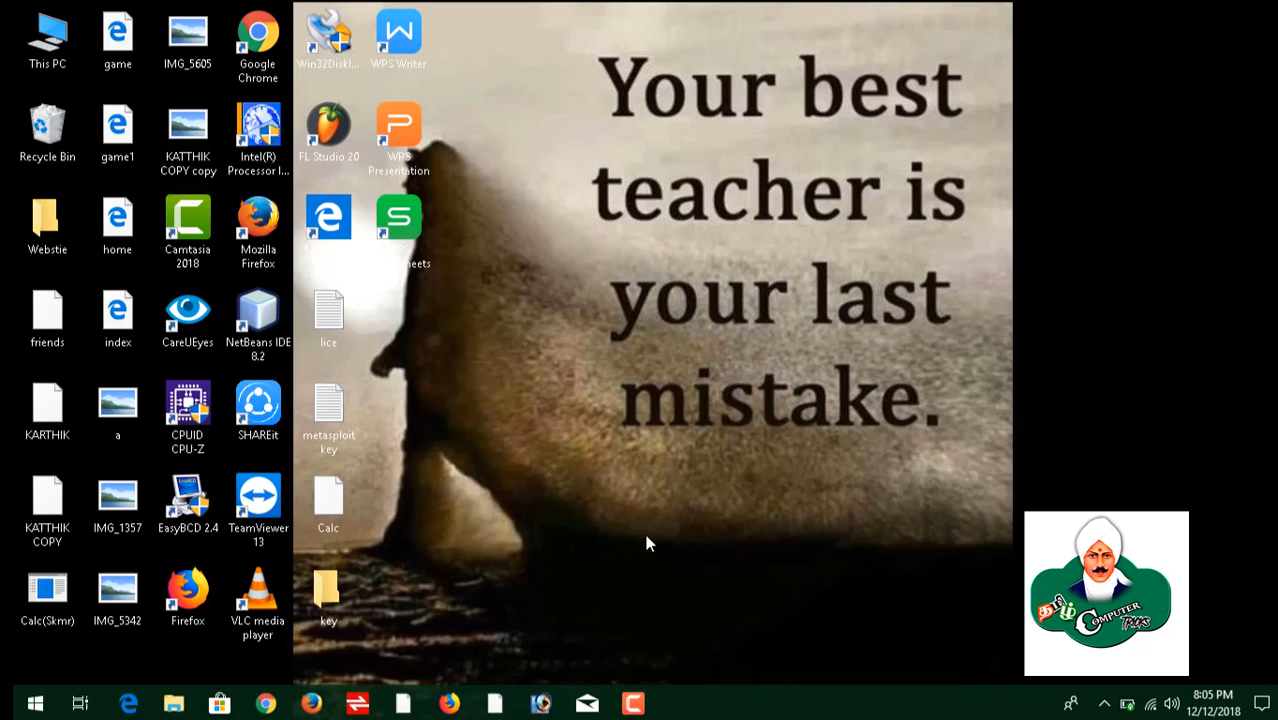 This PC
game
IMG_5605
Google
Chrome
Win32DiskI...
WPS Writer
Recycle Bin
game1
KATTHIK
COPY copy
Intel(R)
Processor I...
FL Studio 20
WPS
Presentation
Webstie
home
Camtasia
2018
Mozilla
Firefox
friends
index
CareUEyes
NetBeans IDE
8.2
lice
KARTHIK
a
CPUID
CPU-Z
SHAREit
metasploit
key
KATTHIK
COPY
IMG_1357
EasyBCD 2.4
TeamViewer
13
Calc
Calc(Skmr)
IMG_5342
Firefox
VLC media
player
key
Your best
teacher is
your last
mistake.
தமிழ்
COMPUTER
TRICKS
8:05 PM
12/12/2018